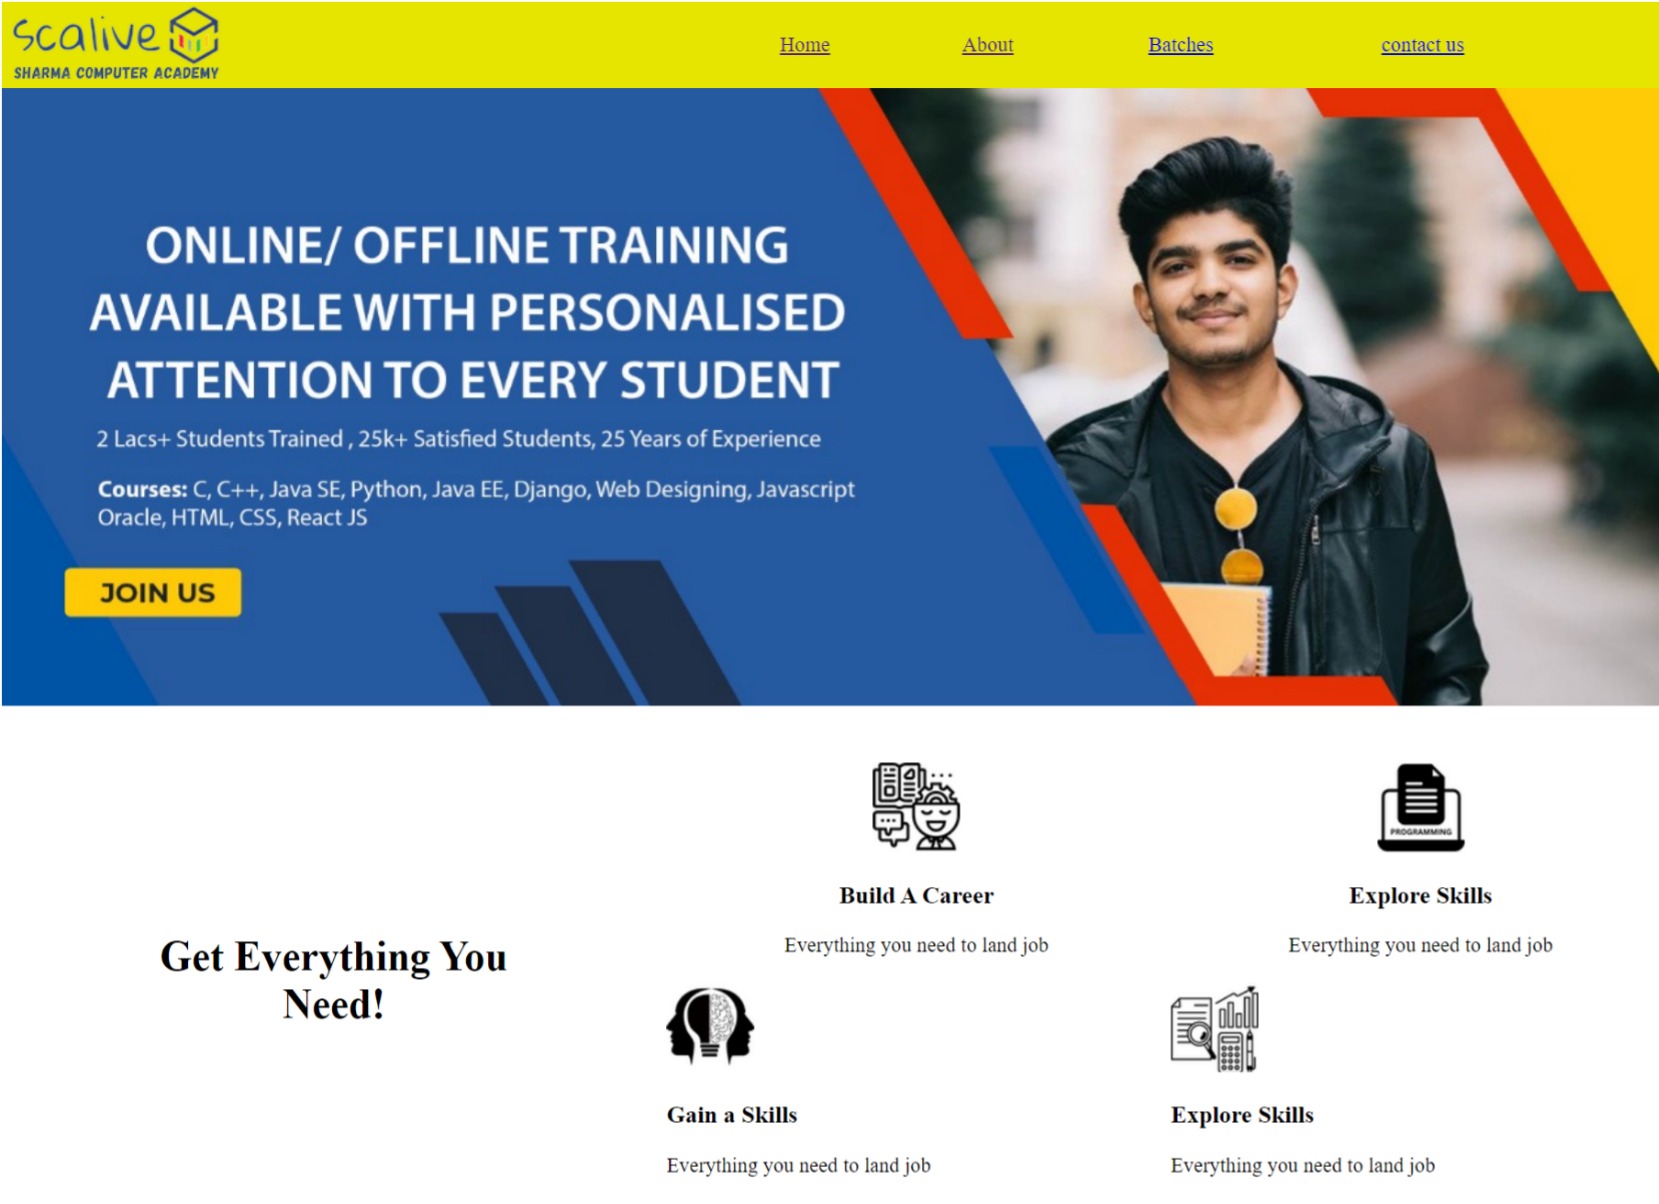 scalive
SHARMA COMPUTER ACADEMY
Home
About
Batches
contact us
ONLINE/ OFFLINE TRAINING
AVAILABLE WITH PERSONALISED
ATTENTION TO EVERY STUDENT
2 Lacs+ Students Trained , 25k+ Satisfied Students, 25 Years of Experience
Courses: C, C++, Java SE, Python, Java EE, Django, Web Designing, Javascript
Oracle, HTML, CSS, React JS
JOIN US
Get Everything You
Need!
PROGRAMMING
Build A Career
Everything you need to land job
Explore Skills
Everything you need to land job
Gain a Skills
Everything you need to land job
Explore Skills
Everything you need to land job